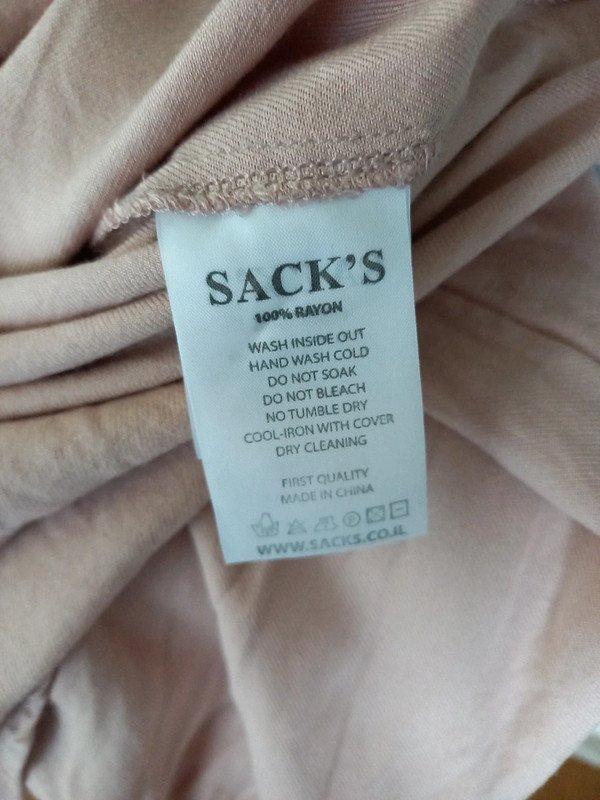 SACK'S
100% RAYON
WASH INSIDE OUT
HAND WASH COLD
DO NOT SOAK
DO NOT BLEACH
NO TUMBLE DRY
COOL-IRON WITH COVER
DRY CLEANING
FIRST QUALITY
MADE IN CHINA
P
WWW.SACKS.CO.IL